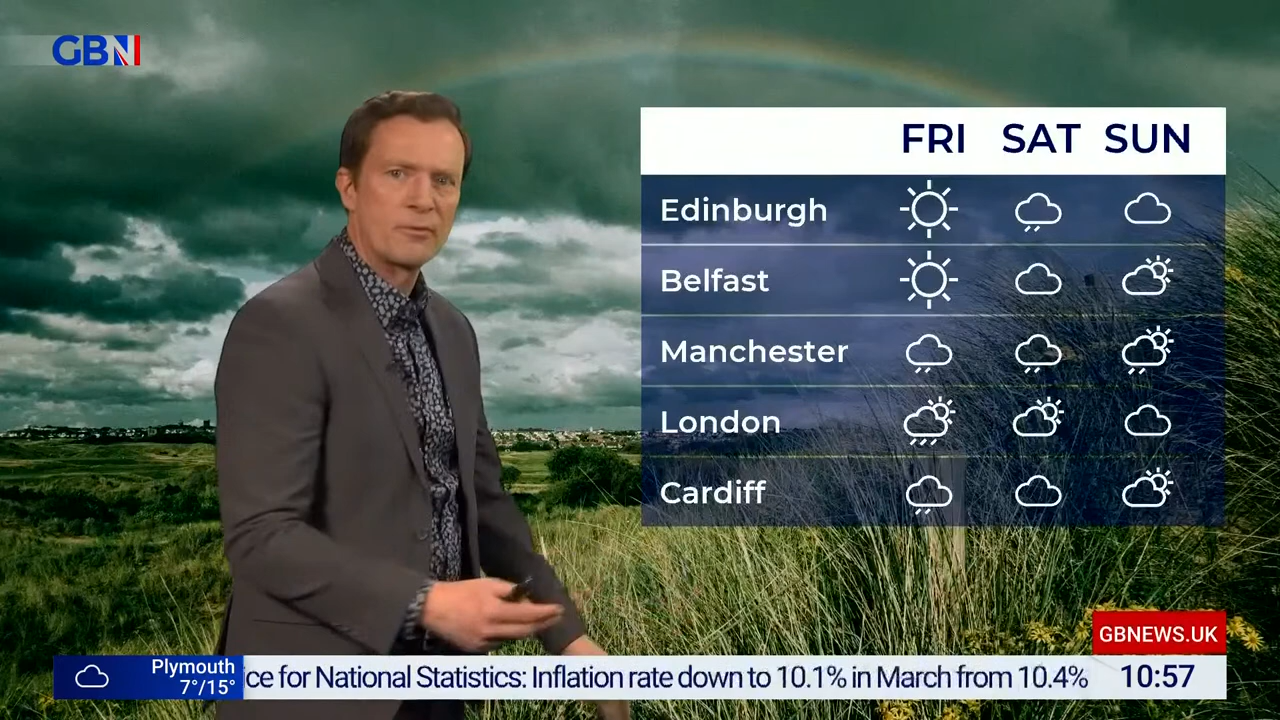 GBN
FRI SAT SUN
Edinburgh
Belfast
Manchester
London
Cardiff
GBNEWS.UK
Plymouth
7°/15°
ice for National Statistics: Inflation rate down to 10.1% in March from 10.4%
10:57